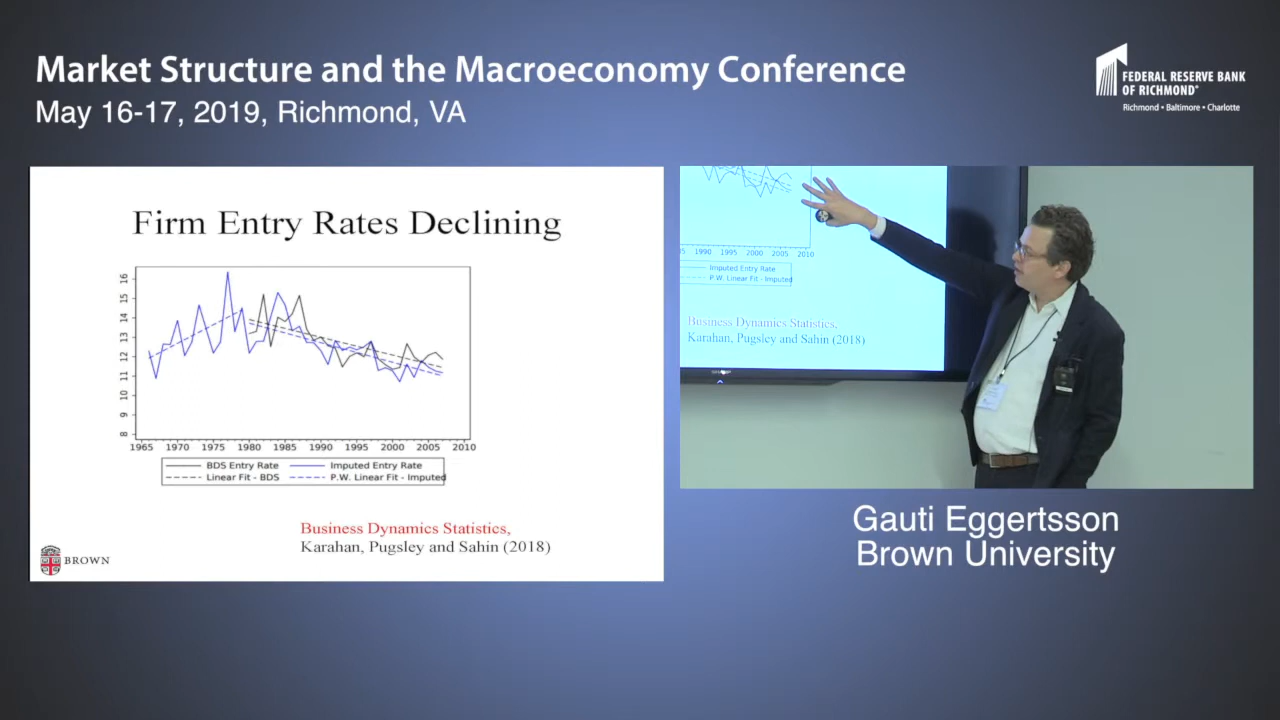 Market Structure and the Macroeconomy Conference
May 16-17, 2019, Richmond, VA
FEDERAL RESERVE BANK
OF RICHMOND®
Richmond • Baltimore • Charlotte
Firm Entry Rates Declining
16
15
14
13
12
11
10
9
8
1965 1970 1975 1980 1985 1990 1995 2000 2005 2010
BDS Entry Rate Imputed Entry Rate
Linear Fit - BDS P.W. Linear Fit - Imputed
Business Dynamics Statistics,
Karahan, Pugsley and Sahin (2018)
BROWN
1990 1995 2000 2005 2010
Imputed Entry Rate
P.W. Linear Fit - Imputed
Business Dynamics Statistics,
Karahan, Pugsley and Sahin (2018)
SHARP
Gauti Eggertsson
Brown University